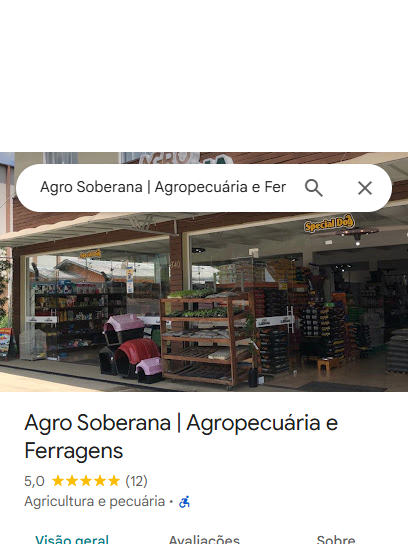 AGRO
Agro Soberana | Agropecuária e Fer
Special Dog
Agro Soberana | Agropecuária e
Ferragens
5,0 (12)
Agricultura e pecuária ·
Visão geral Avaliações Sobre